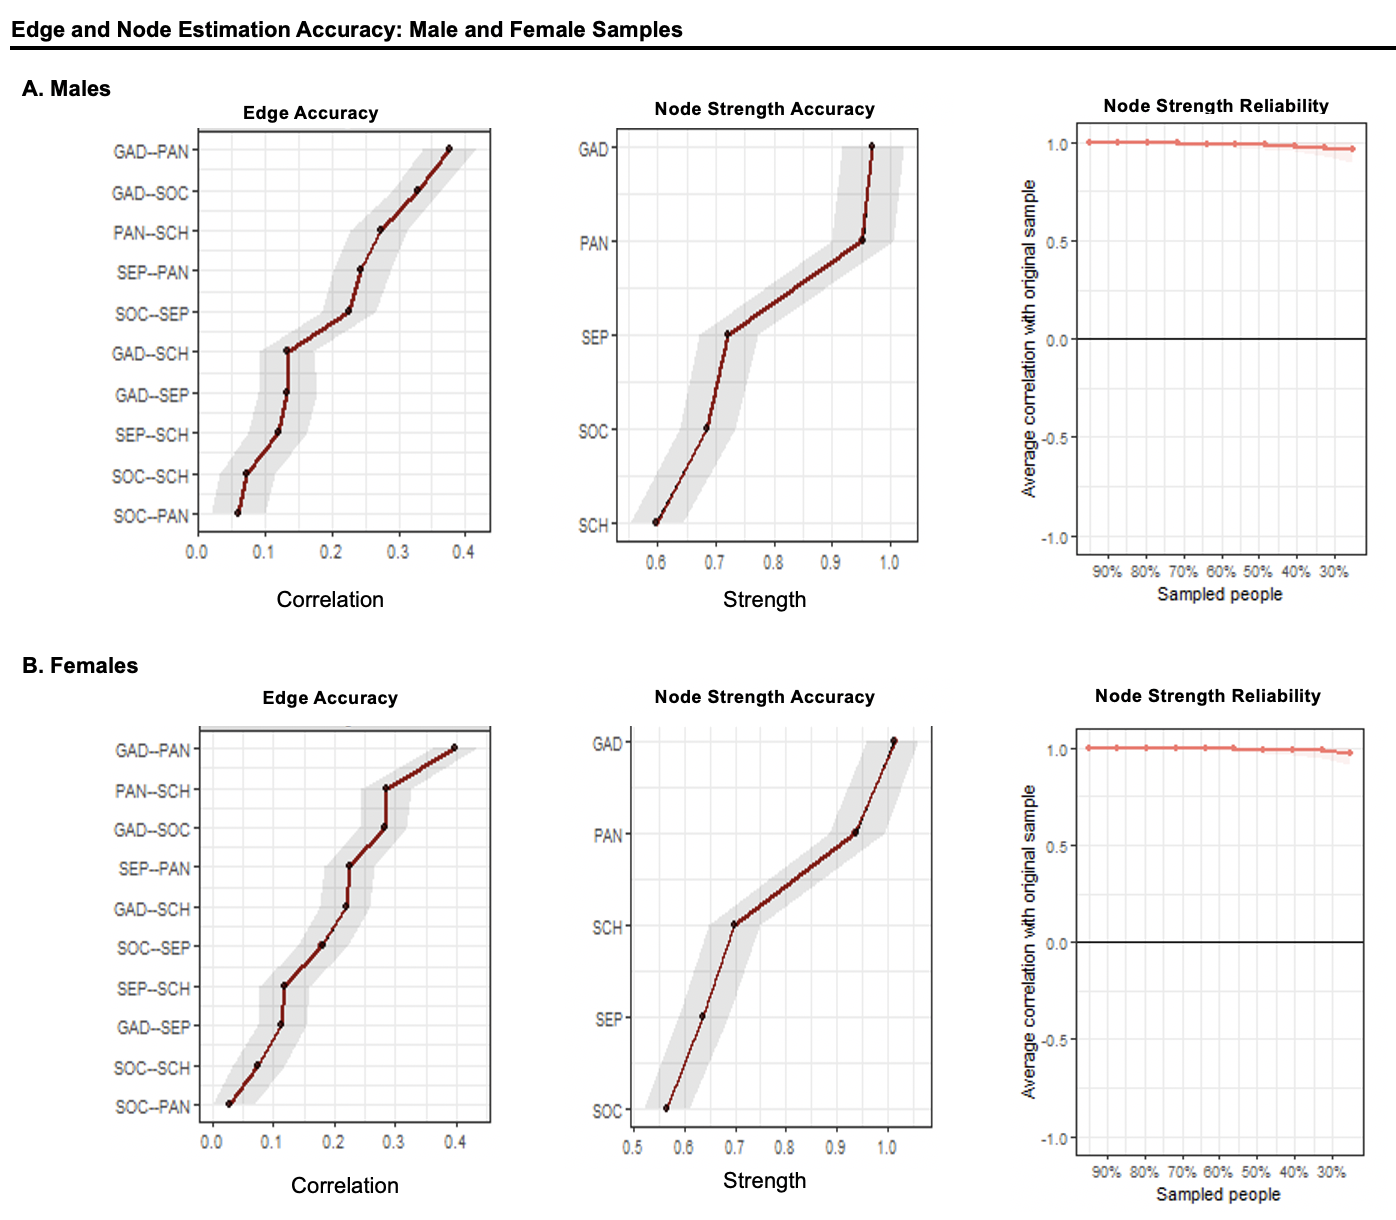 Edge and Node Estimation Accuracy: Male and Female Samples
A. Males
Edge Accuracy
GAD--PAN
GAD--SOC
PAN--SCH
SEP--PAN
SOC--SEP
GAD--SCH
GAD--SEP
SEP--SCH
SOC--SCH
SOC--PAN
0.0 0.1 0.2 0.3 0.4
Correlation
Node Strength Accuracy
GAD
PAN
SEP
SOC
SCH
0.6 0.7 0.8 0.9 1.0
Strength
Node Strength Reliability
Average correlation with original sample
1.0
0.5
0.0
-0.5
-1.0
90% 80% 70% 60% 50% 40% 30%
Sampled people
B. Females
Edge Accuracy
GAD--PAN
PAN--SCH
GAD--SOC
SEP--PAN
GAD--SCH
SOC--SEP
SEP--SCH
GAD--SEP
SOC--SCH
SOC--PAN
0.0 0.1 0.2 0.3 0.4
Correlation
Node Strength Accuracy
GAD
PAN
SCH
SEP
SOC
0.5 0.6 0.7 0.8 0.9 1.0
Strength
Node Strength Reliability
Average correlation with original sample
1.0
0.5
0.0
-0.5
-1.0
90% 80% 70% 60% 50% 40% 30%
Sampled people